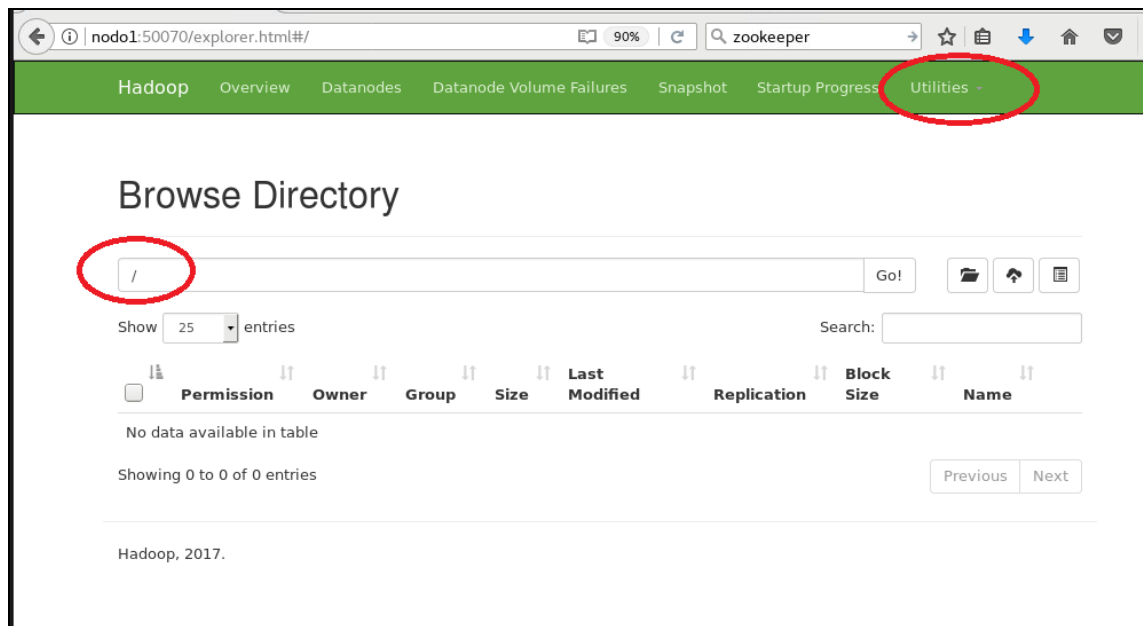 nodo1:50070/explorer.html#/ 90% zookeeper
Hadoop Overview Datanodes Datanode Volume Failures Snapshot Startup Progress Utilities
Browse Directory
/ Go!
Show 25 entries Search:
Permission Owner Group Size Last Modified Replication Block Size Name
No data available in table
Showing 0 to 0 of 0 entries Previous Next
Hadoop, 2017.